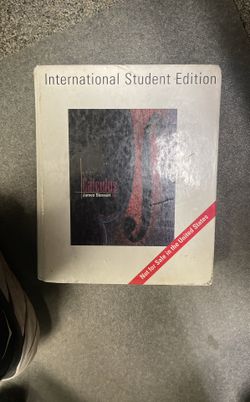 International Student Edition
Calculus
James Stewart
Not for Sale in the United States